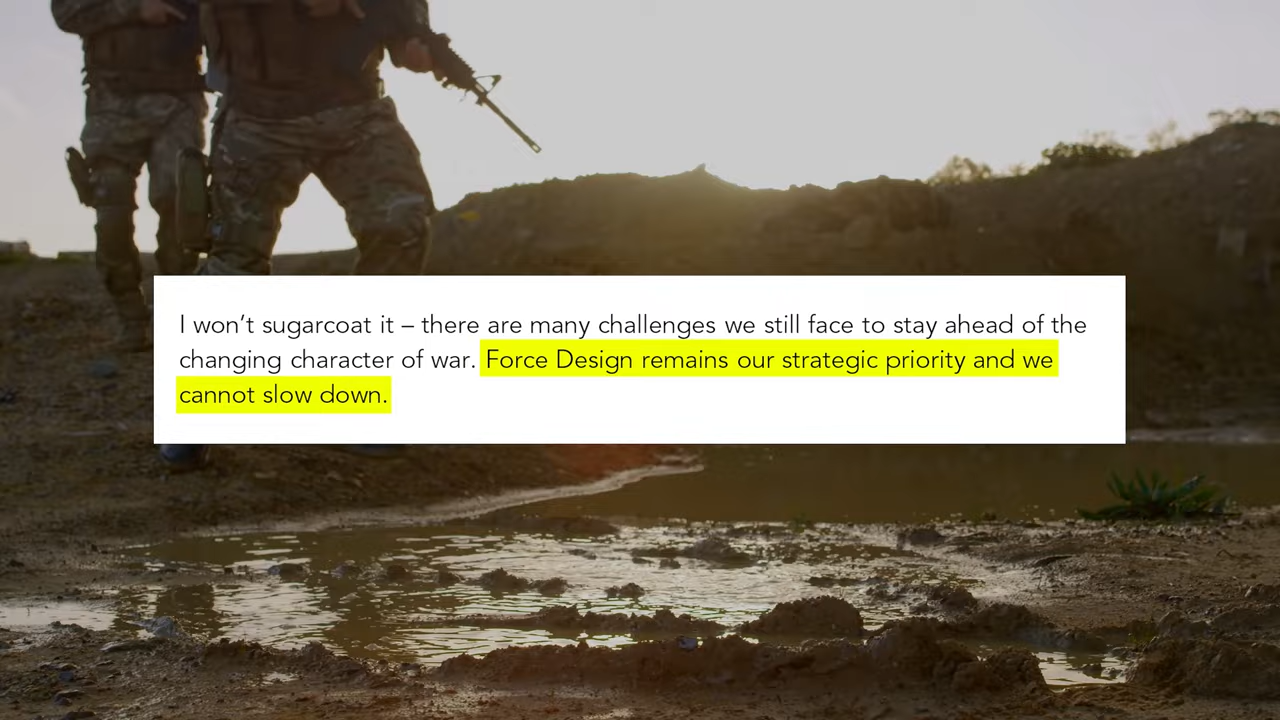 I won’t sugarcoat it – there are many challenges we still face to stay ahead of the
changing character of war. Force Design remains our strategic priority and we
cannot slow down.